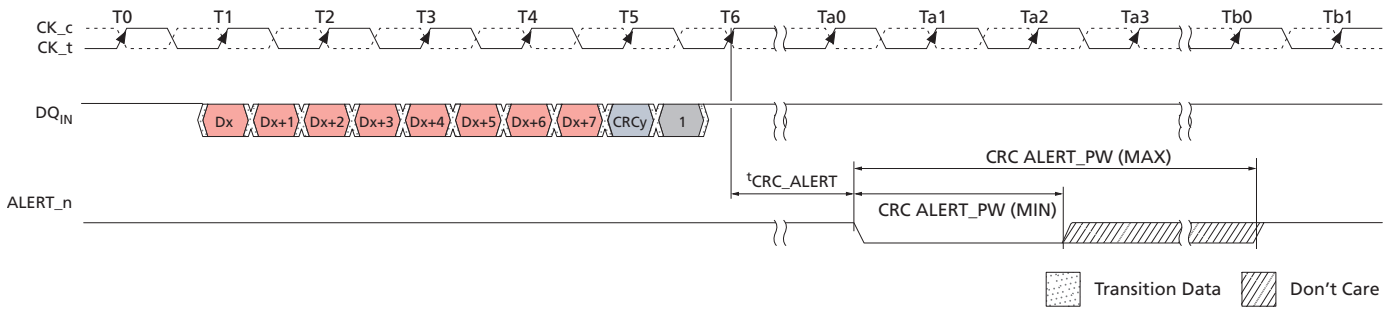 T0 T1 T2 T3 T4 T5 T6 Ta0 Ta1 Ta2 Ta3 Tb0 Tb1
CK_c
CK_t
DQIN
Dx Dx+1 Dx+2 Dx+3 Dx+4 Dx+5 Dx+6 Dx+7 CRCy 1
CRC ALERT_PW (MAX)
tCRC_ALERT
ALERT_n
CRC ALERT_PW (MIN)
Transition Data Don't Care